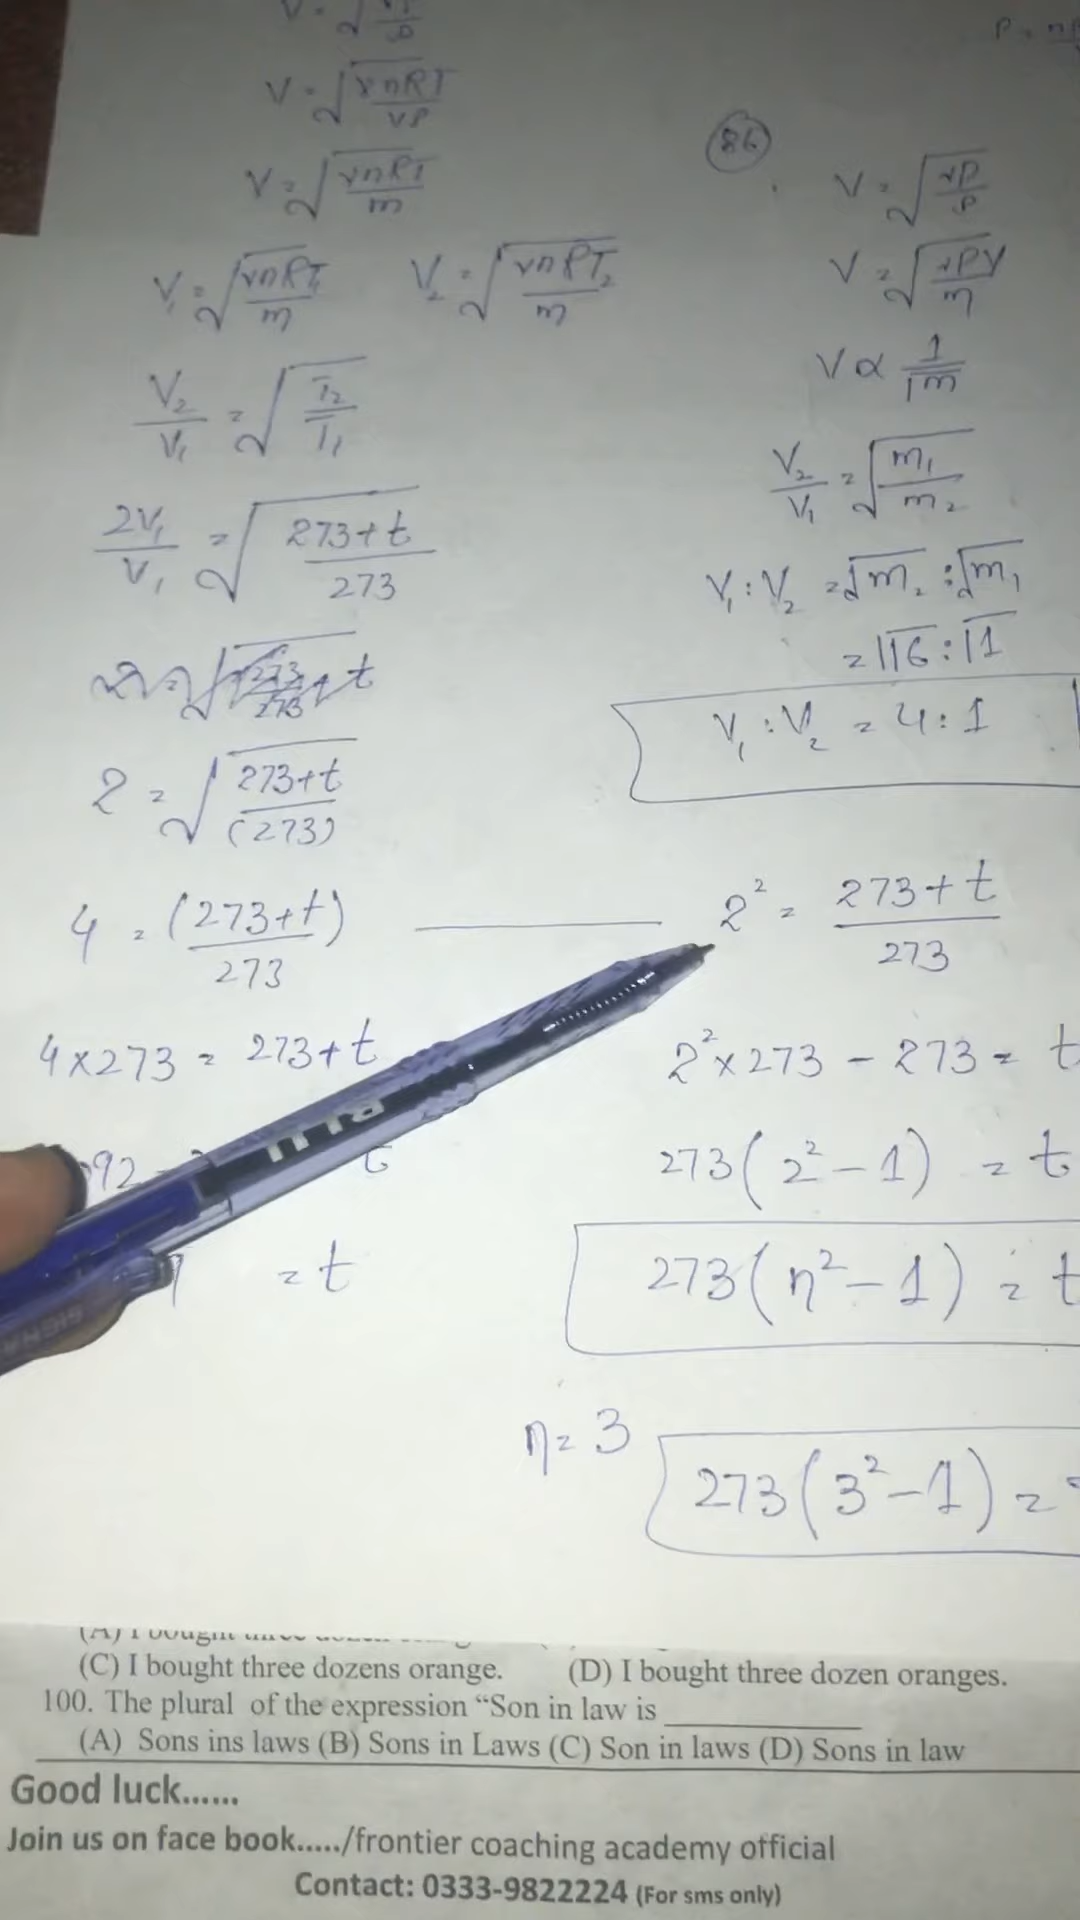 V = √γnRT/VP
V = √γnRT/m
V₁ = √γnRT₁/m V₂ = √γnRT₂/m
V₂/V₁ = √T₂/T₁
2V₁/V₁ = √273+t/273
2 = √273+t/(273)
4 = (273+t)/273
4×273 = 273+t
= t
86
V = √γP/ρ
V = √γPV/m
V ∝ 1/√m
V₂/V₁ = √m₁/m₂
V₁ : V₂ = √m₂ : √m₁
= √16 : √1
V₁ : V₂ = 4 : 1
2² = 273+t/273
2²×273 – 273 = t
273(2² – 1) = t
273(η² – 1) = t
η = 3
273(3² – 1) =
(C) I bought three dozens orange. (D) I bought three dozen oranges.
100. The plural of the expression “Son in law is ____________
(A) Sons ins laws (B) Sons in Laws (C) Son in laws (D) Sons in law
Good luck......
Join us on face book...../frontier coaching academy official
Contact: 0333-9822224 (For sms only)